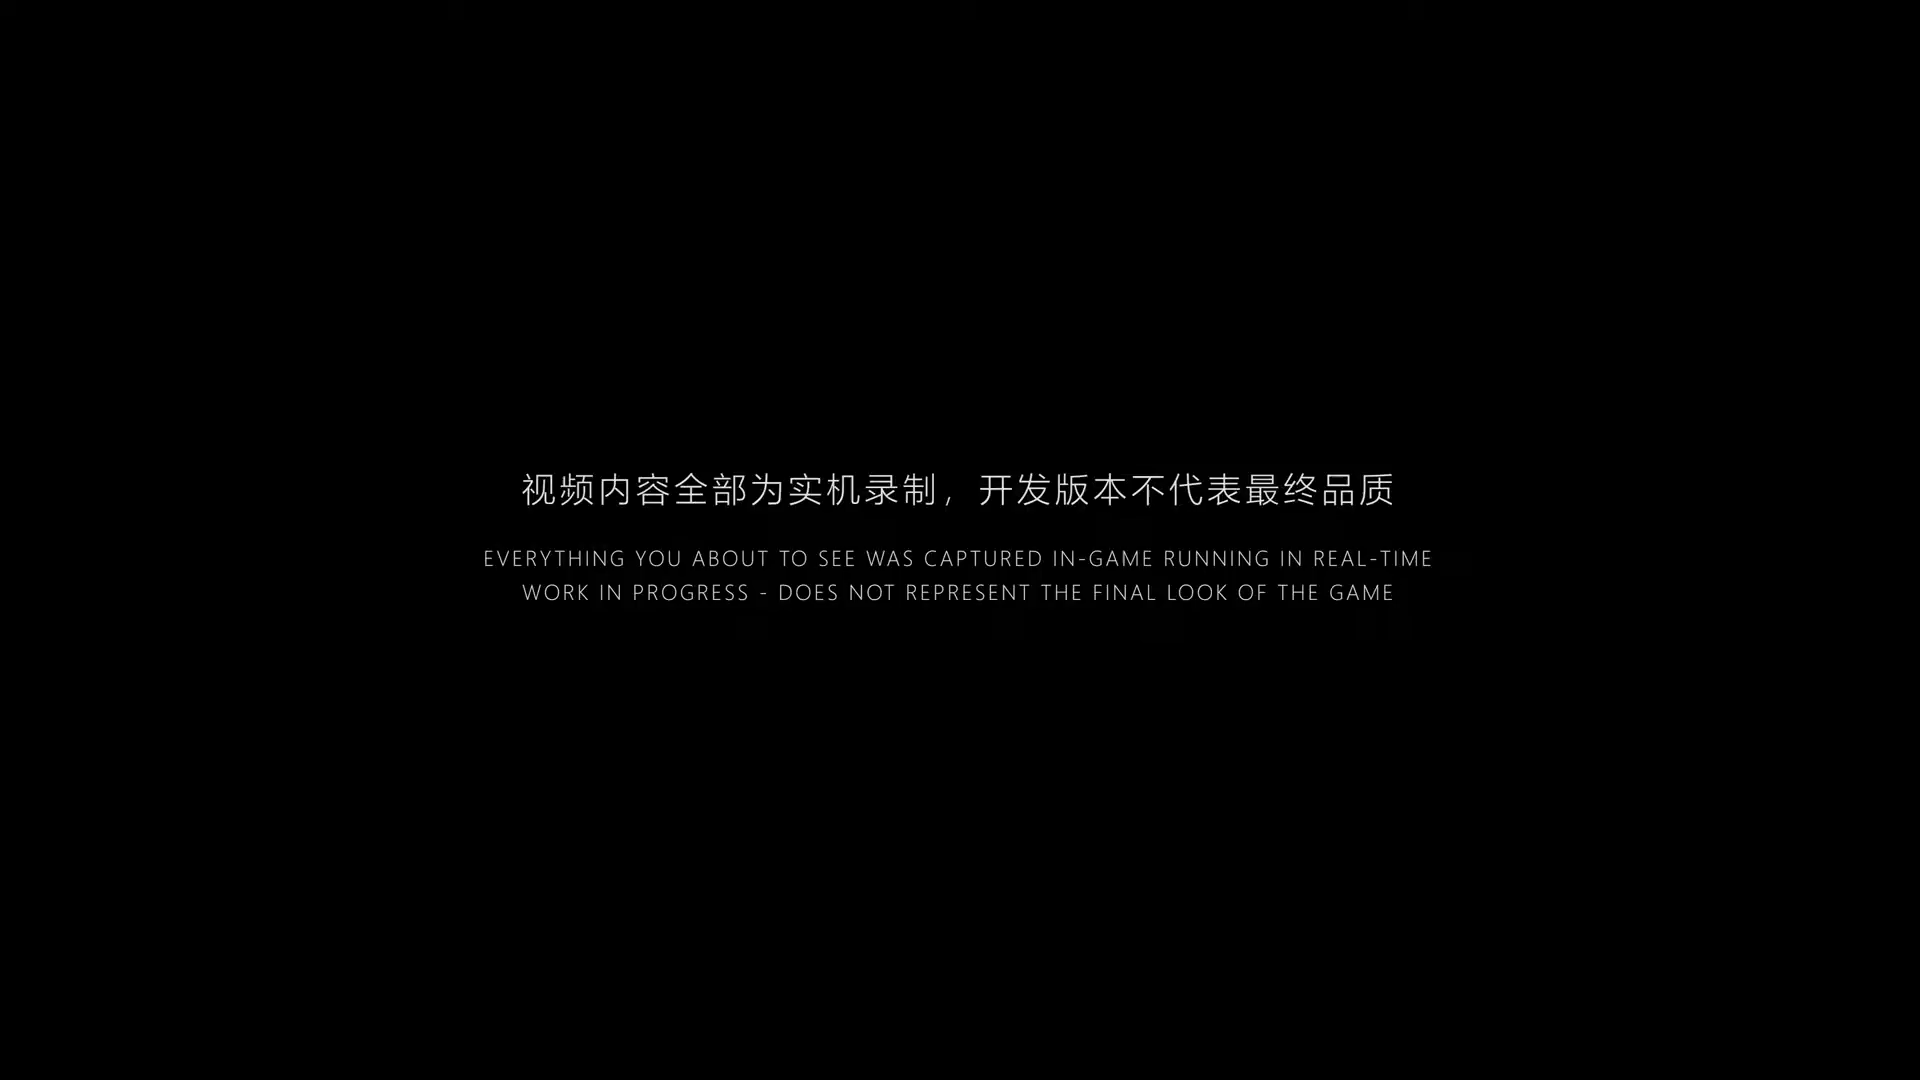 视频内容全部为实机录制，开发版本不代表最终品质
EVERYTHING YOU ABOUT TO SEE WAS CAPTURED IN-GAME RUNNING IN REAL-TIME
WORK IN PROGRESS - DOES NOT REPRESENT THE FINAL LOOK OF THE GAME